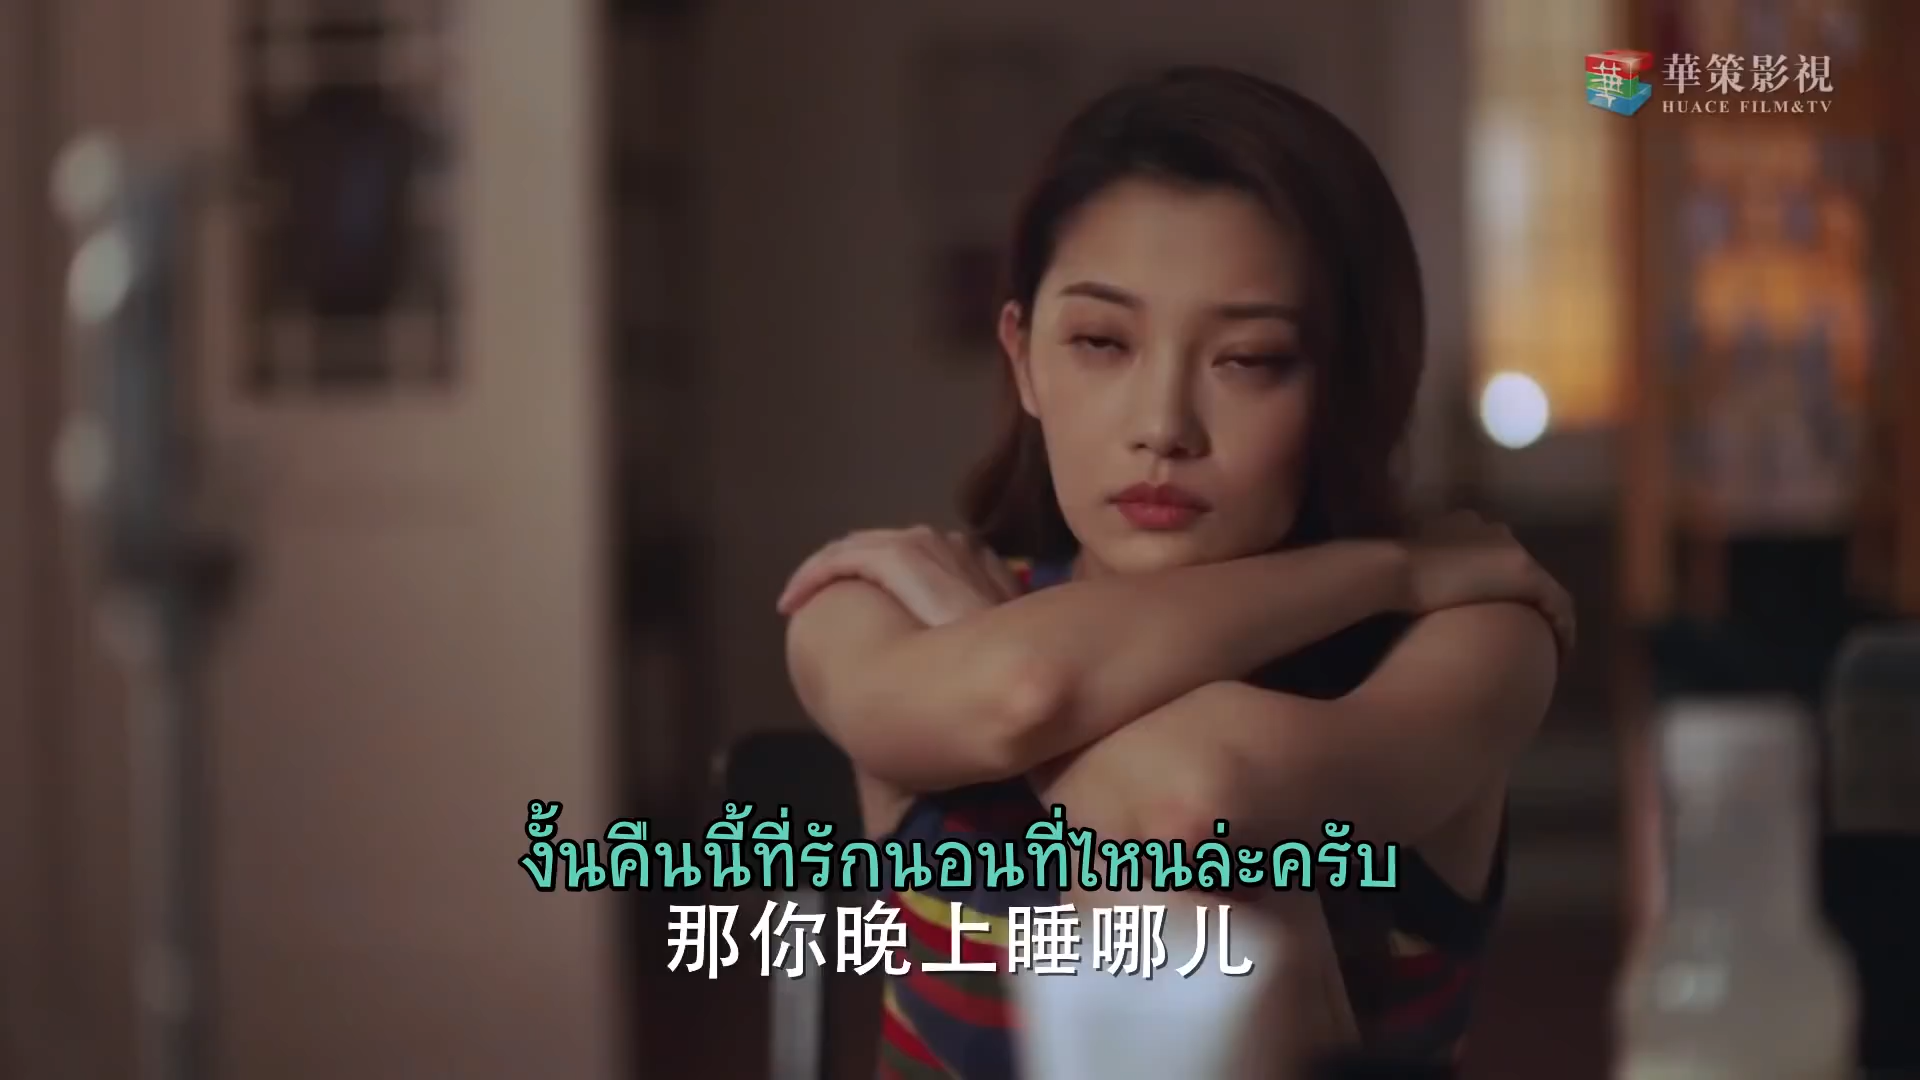 華策影視
HUACE FILM&TV
งั้นคืนนี้ที่รักนอนที่ไหนล่ะครับ
那你晚上睡哪儿